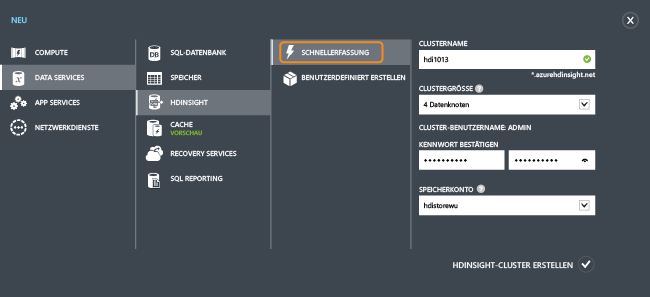 NEU
COMPUTE
DATA SERVICES
APP SERVICES
NETZWERKDIENSTE
SQL-DATENBANK
SPEICHER
HDINSIGHT
CACHE
VORSCHAU
RECOVERY SERVICES
SQL REPORTING
SCHNELLERFASSUNG
BENUTZERDEFINIERT ERSTELLEN
CLUSTERNAME
hdi1013
*.azurehdinsight.net
CLUSTERGRÖSSE ?
4 Datenknoten
CLUSTER-BENUTZERNAME: ADMIN
KENNWORT BESTÄTIGEN
•••••••••• ••••••••••
SPEICHERKONTO ?
hdistorewu
HDINSIGHT-CLUSTER ERSTELLEN